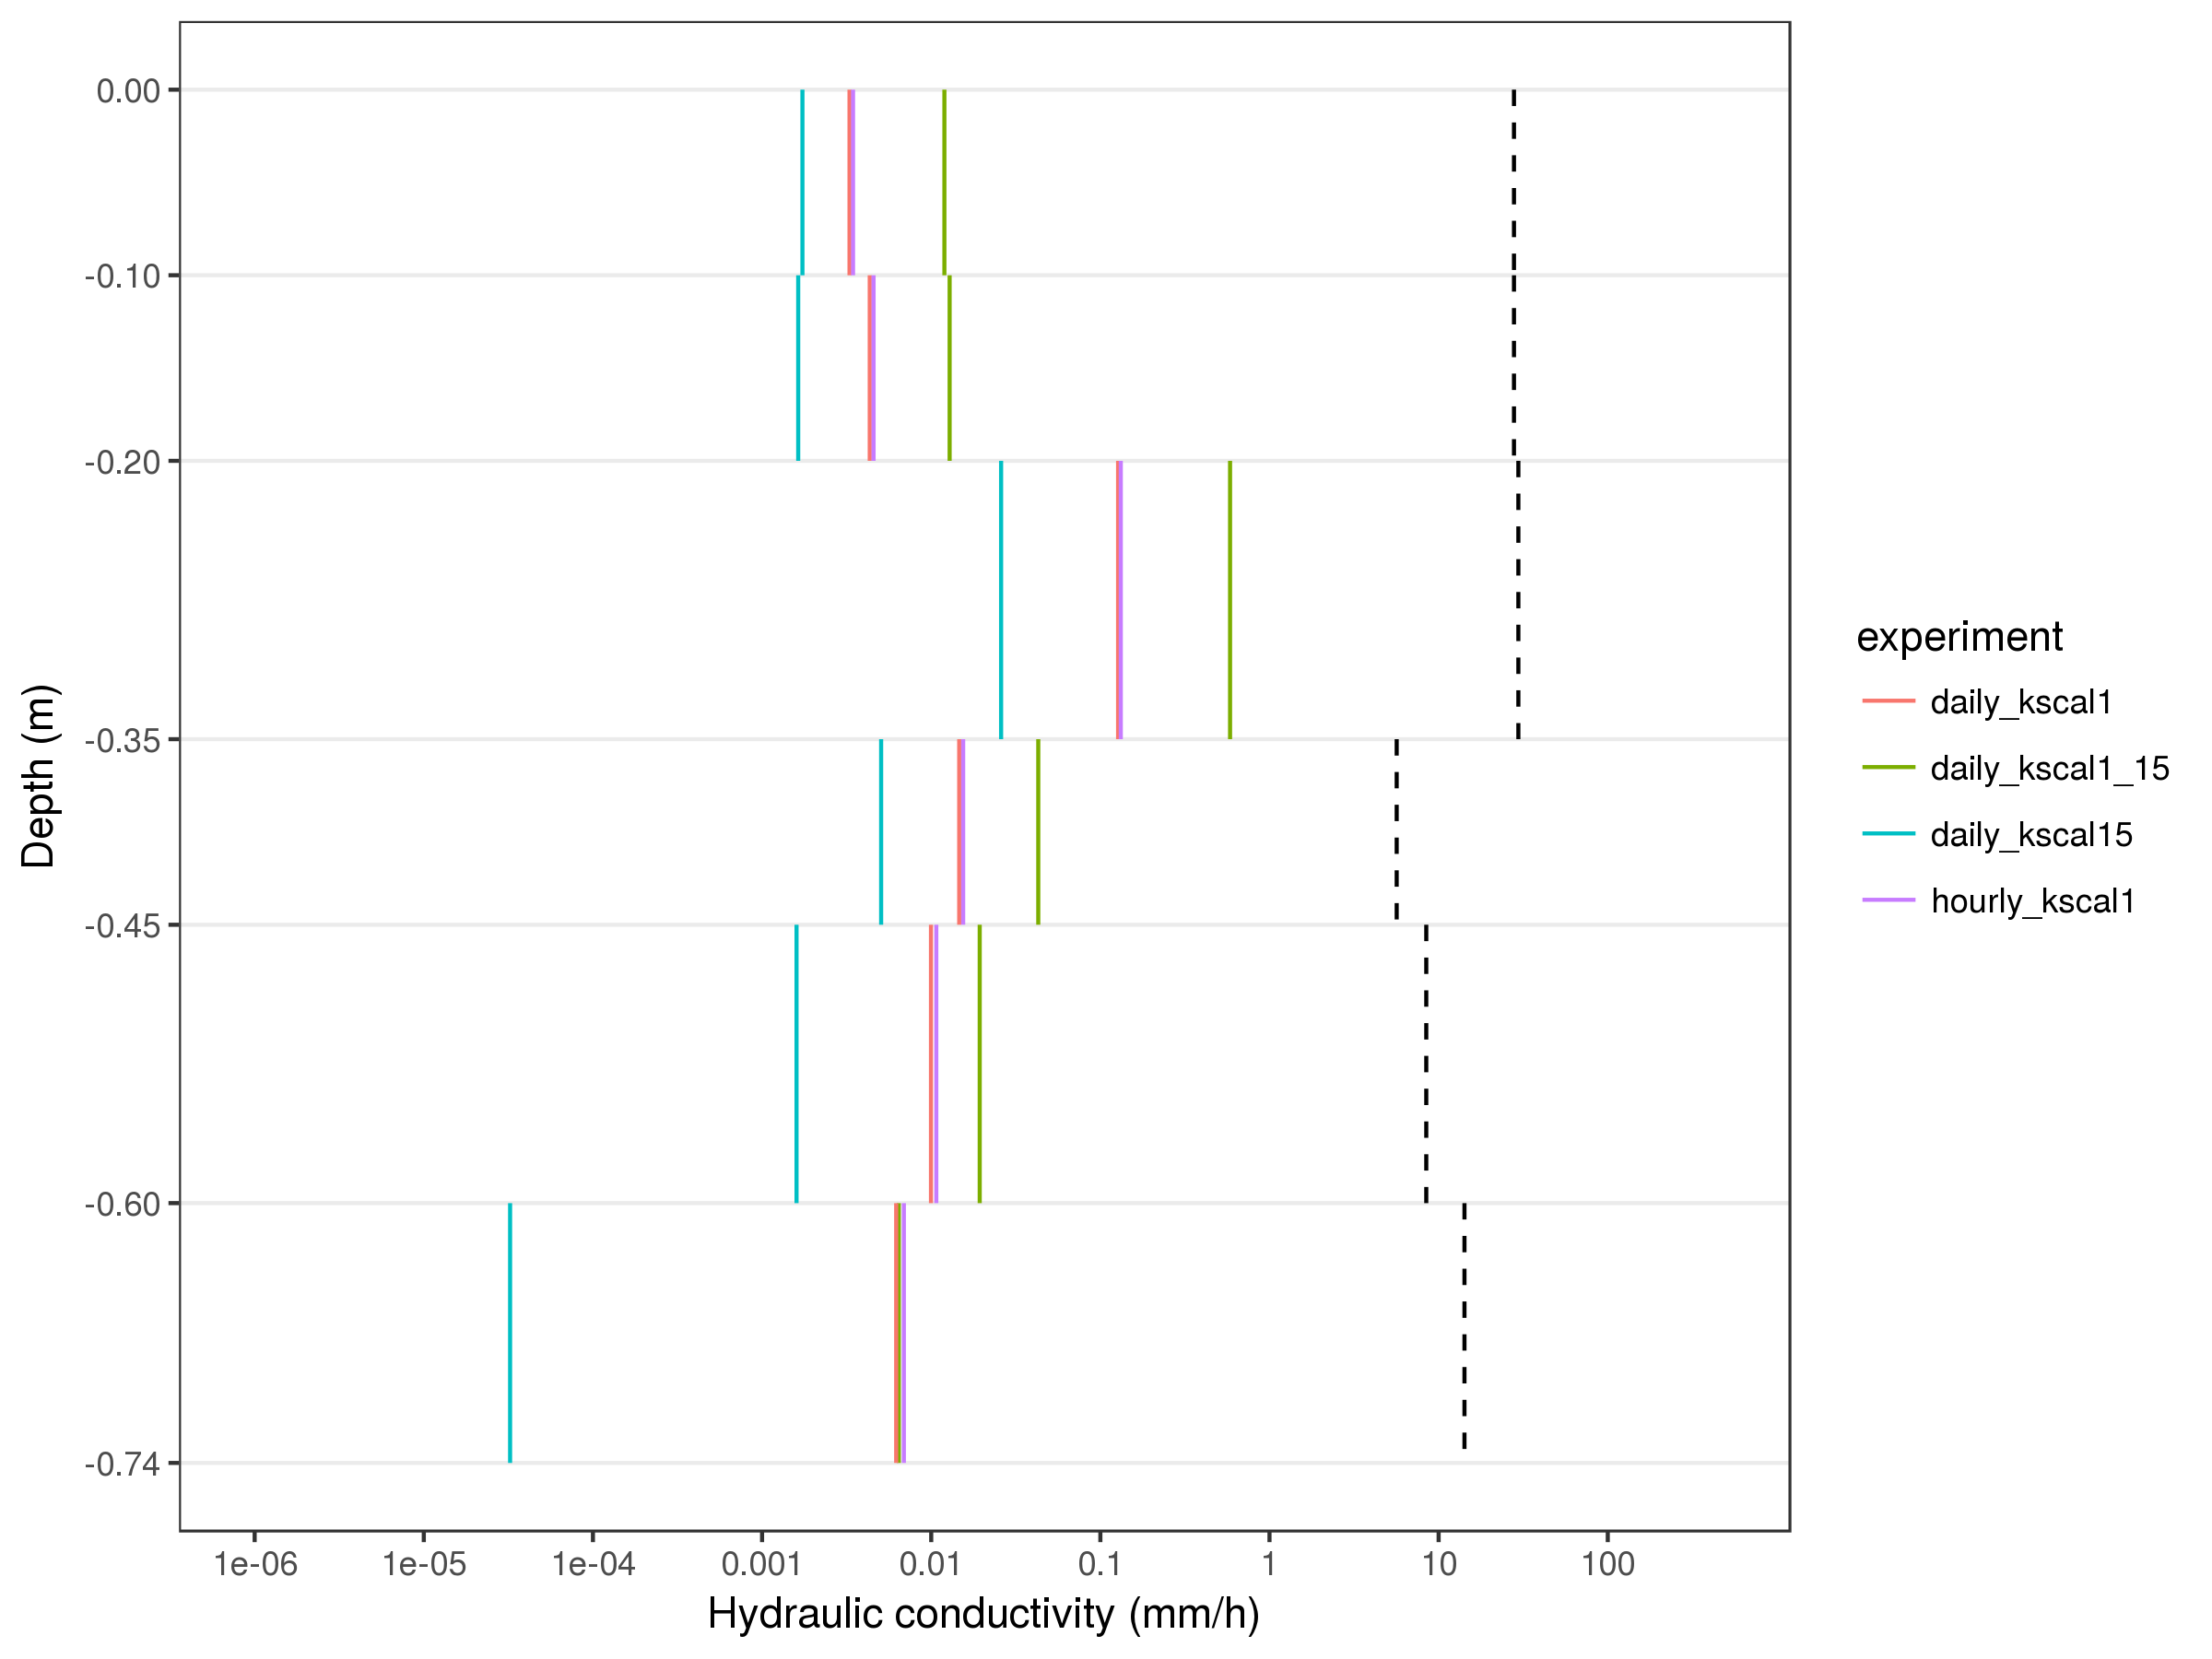 0.00
-0.10
-0.20
-0.35
-0.45
-0.60
-0.74
Depth (m)
1e-06 1e-05 1e-04 0.001 0.01 0.1 1 10 100
Hydraulic conductivity (mm/h)
experiment
daily_kscal1
daily_kscal1_15
daily_kscal15
hourly_kscal1